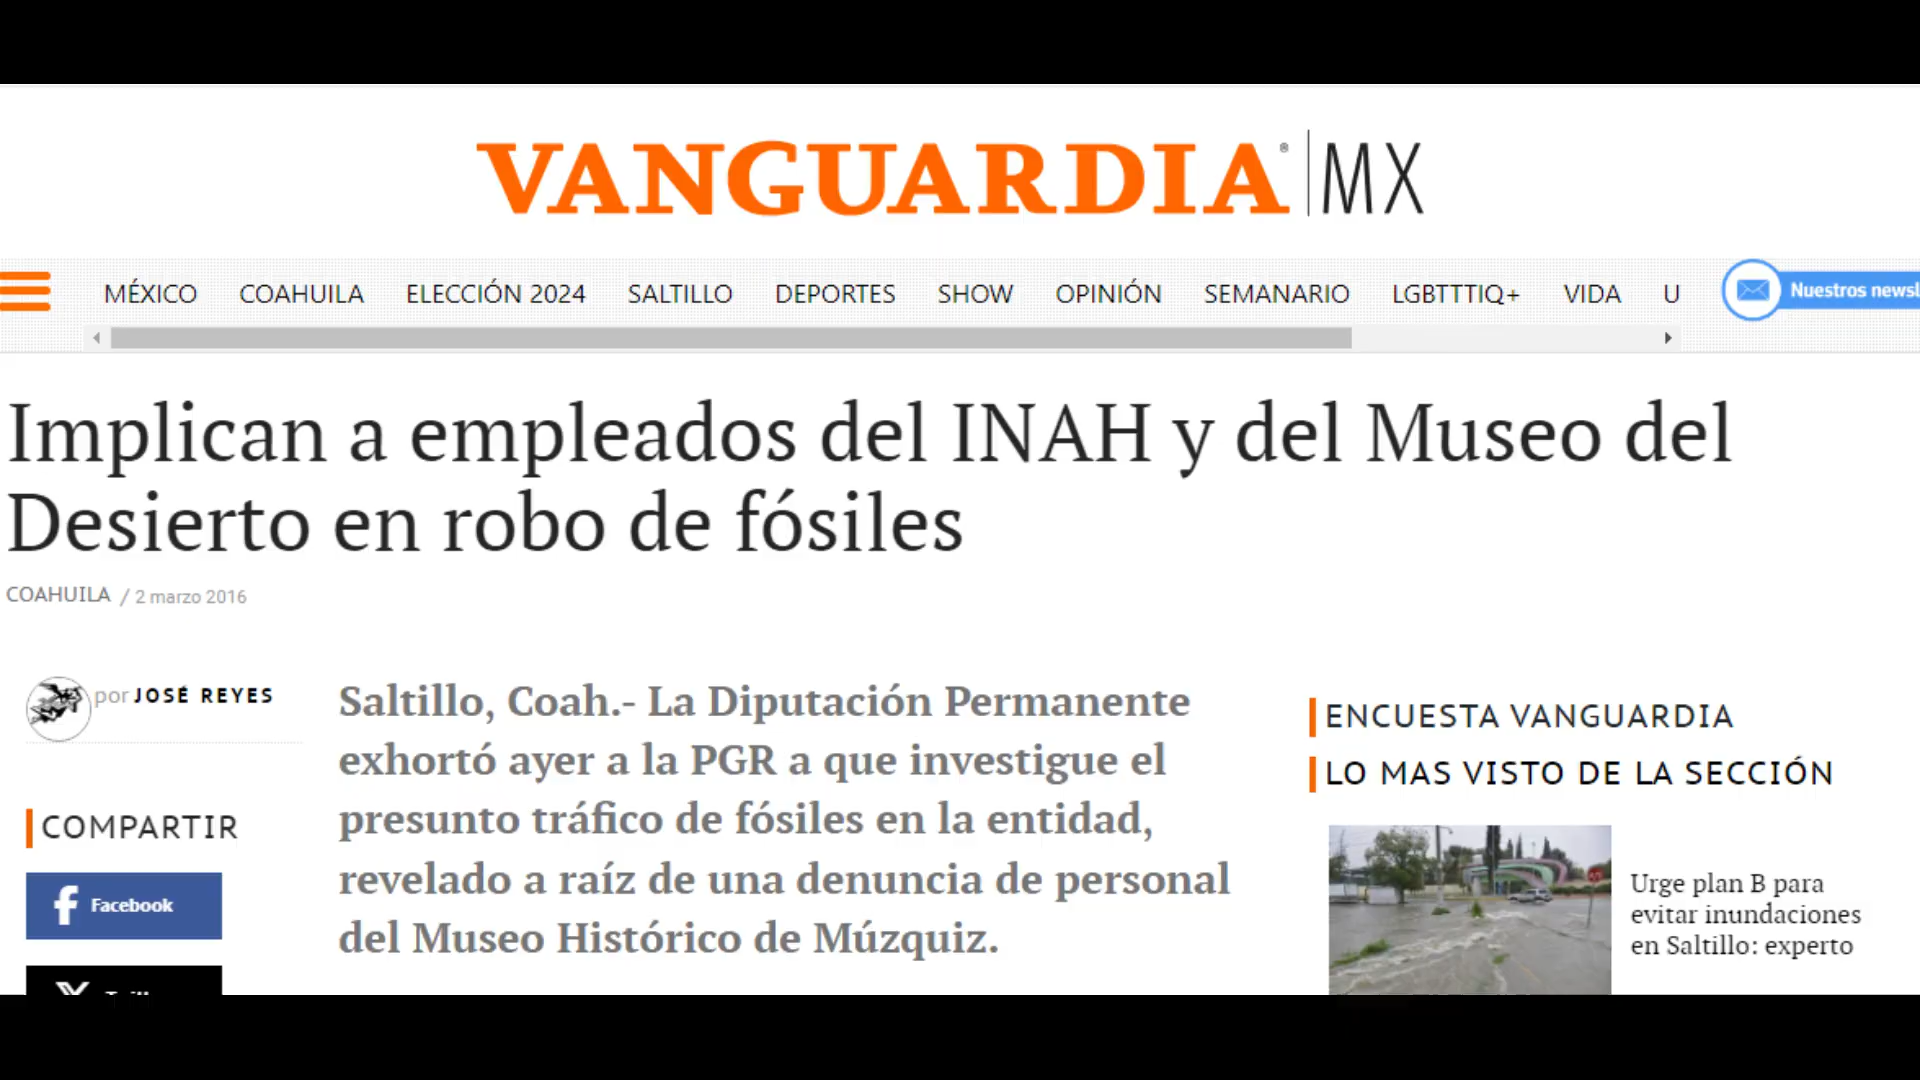 VANGUARDIA® MX
MÉXICO COAHUILA ELECCIÓN 2024 SALTILLO DEPORTES SHOW OPINIÓN SEMANARIO LGBTTTIQ+ VIDA U Nuestros newsl
Implican a empleados del INAH y del Museo del
Desierto en robo de fósiles
COAHUILA / 2 marzo 2016
por JOSÉ REYES
COMPARTIR
Facebook
Saltillo, Coah.- La Diputación Permanente
exhortó ayer a la PGR a que investigue el
presunto tráfico de fósiles en la entidad,
revelado a raíz de una denuncia de personal
del Museo Histórico de Múzquiz.
ENCUESTA VANGUARDIA
LO MAS VISTO DE LA SECCIÓN
Urge plan B para
evitar inundaciones
en Saltillo: experto